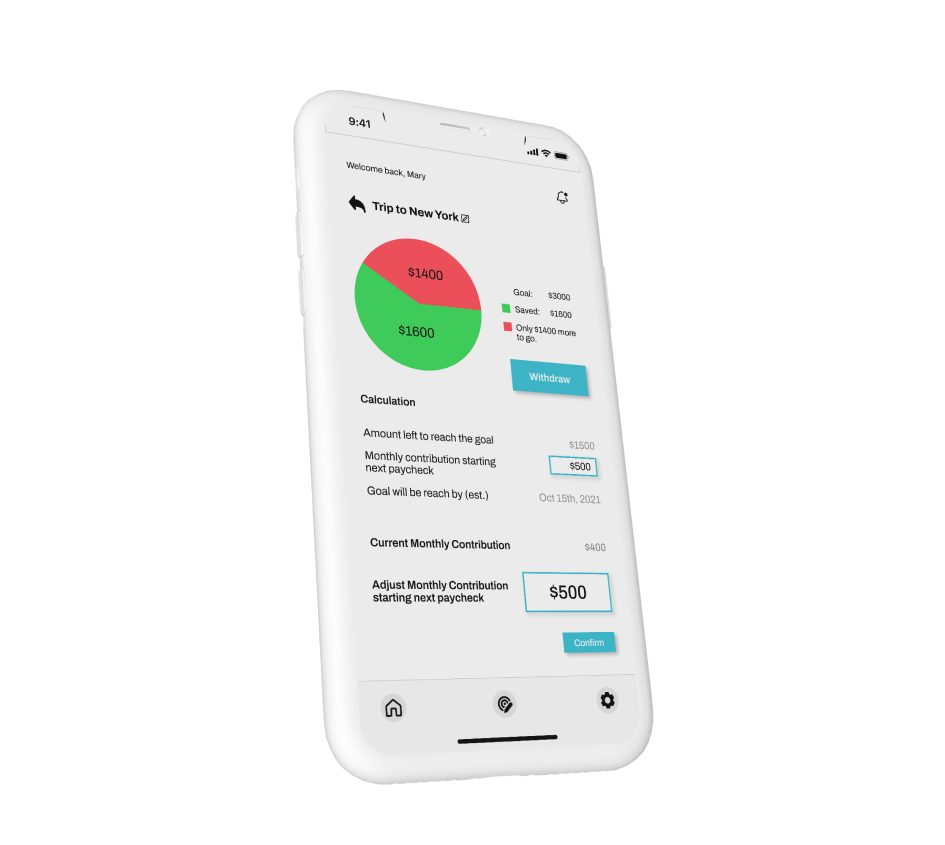 9:41
Welcome back, Mary
Trip to New York
$1400
$1600
Goal: $3000
Saved: $1600
Only $1400 more
to go.
Withdraw
Calculation
Amount left to reach the goal $1500
Monthly contribution starting
next paycheck $500
Goal will be reach by (est.) Oct 15th, 2021
Current Monthly Contribution $400
Adjust Monthly Contribution
starting next paycheck $500
Confirm